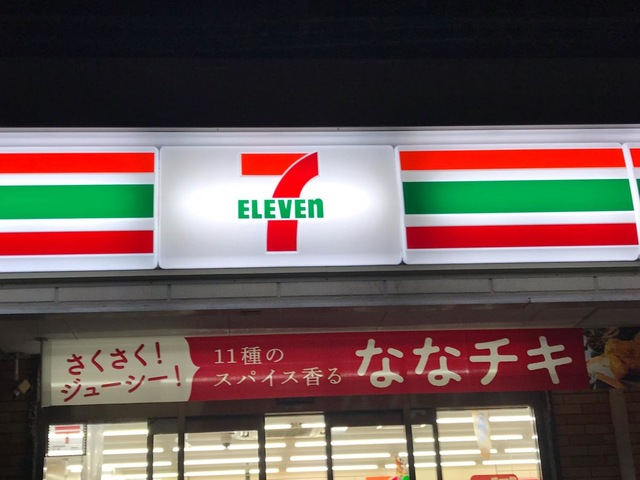 7
ELEVEn
さくさく!
ジューシー!
11種の
スパイス香る
ななチキ